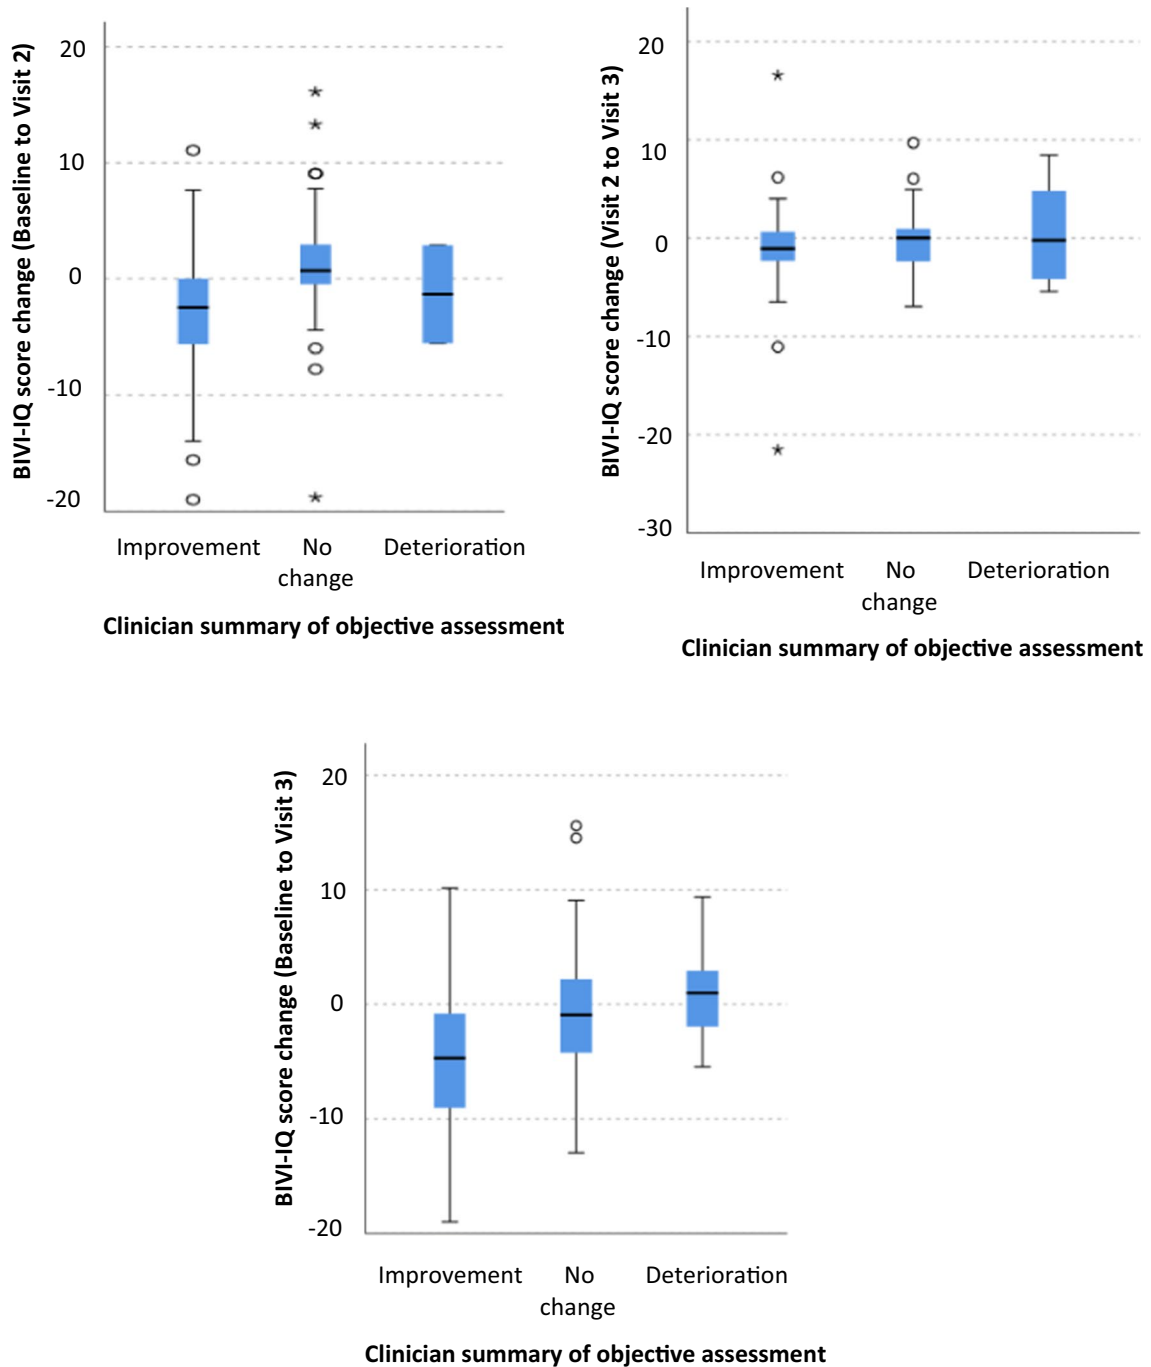 BIVI-IQ score change (Baseline to Visit 2)
20
10
0
-10
-20
Improvement No Deterioration
change
Clinician summary of objective assessment
BIVI-IQ score change (Visit 2 to Visit 3)
20
10
0
-10
-20
-30
Improvement No Deterioration
change
Clinician summary of objective assessment
BIVI-IQ score change (Baseline to Visit 3)
20
10
0
-10
-20
Improvement No Deterioration
change
Clinician summary of objective assessment